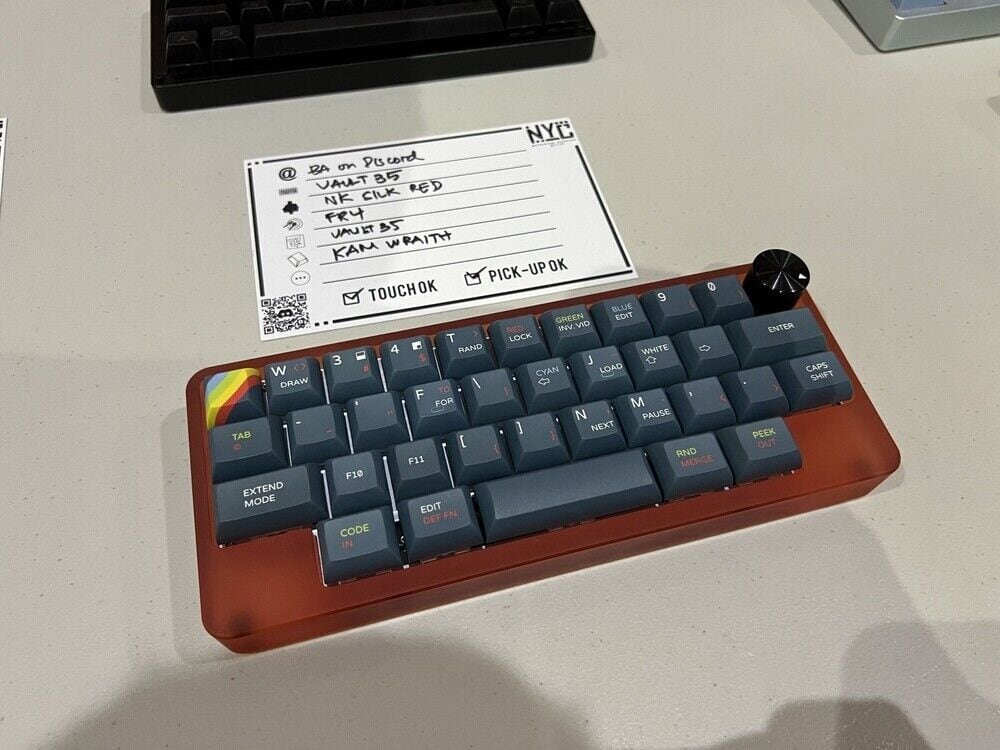 NYC
@ BA on Discord
VAULT 35
NK SILK RED
FR4
VAULT 35
KAM WRAITH
TOUCH OK PICK-UP OK
W <> DRAW
3 #
4 $
T > RAND
RED LOCK
GREEN INV. VID
BLUE EDIT
9 (
0
TAB ©
- _
' "
F TO FOR
\ |
CYAN
J - LOAD
WHITE
ENTER
EXTEND MODE
F10
F11
[ {
] }
N NEXT
M PAUSE
, <
. >
CAPS SHIFT
CODE IN
EDIT DEF FN
RND MERGE
PEEK OUT